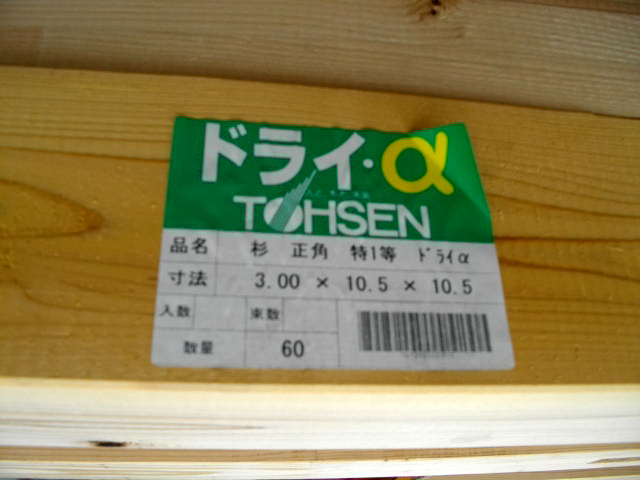 ドライ・α
TOHSEN
品名 杉 正角 特1等 ドライα
寸法 3.00 × 10.5 × 10.5
入数 束数
数量 60